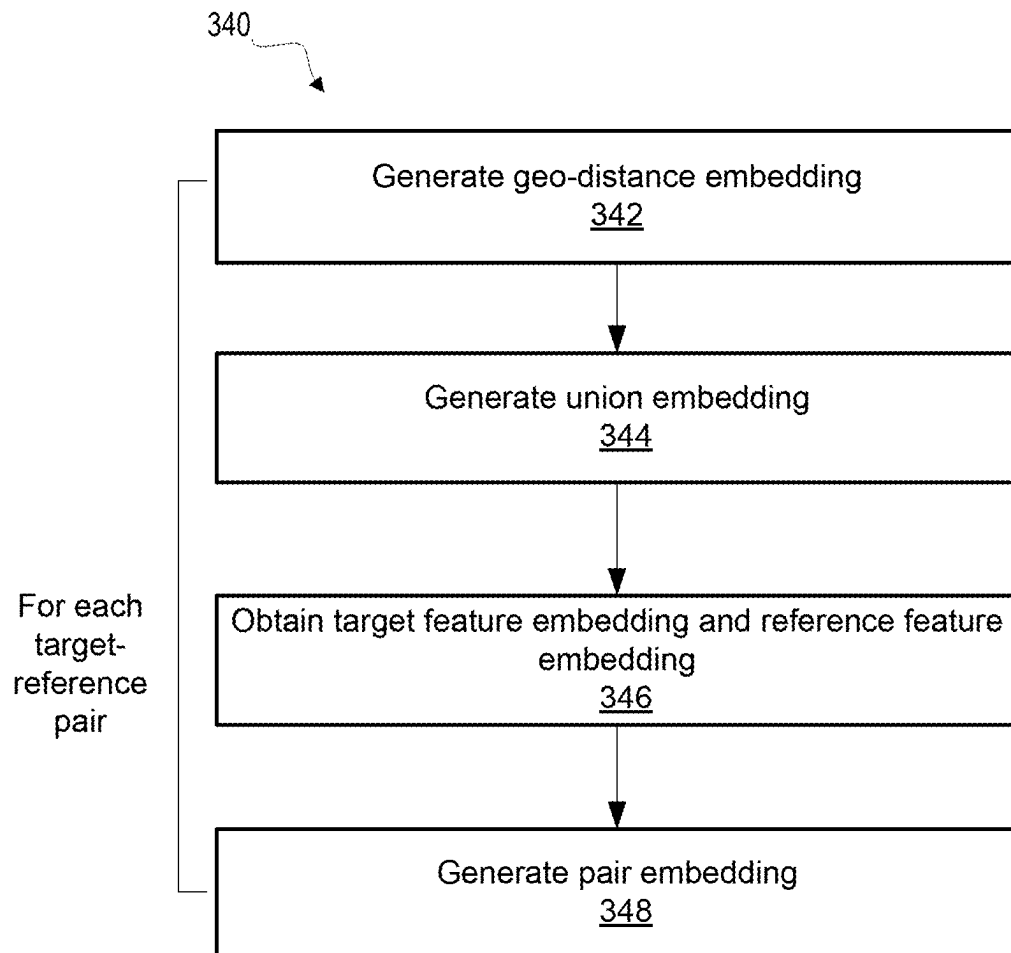 340
Generate geo-distance embedding
342
Generate union embedding
344
Obtain target feature embedding and reference feature
embedding
346
For each
target-
reference
pair
Generate pair embedding
348